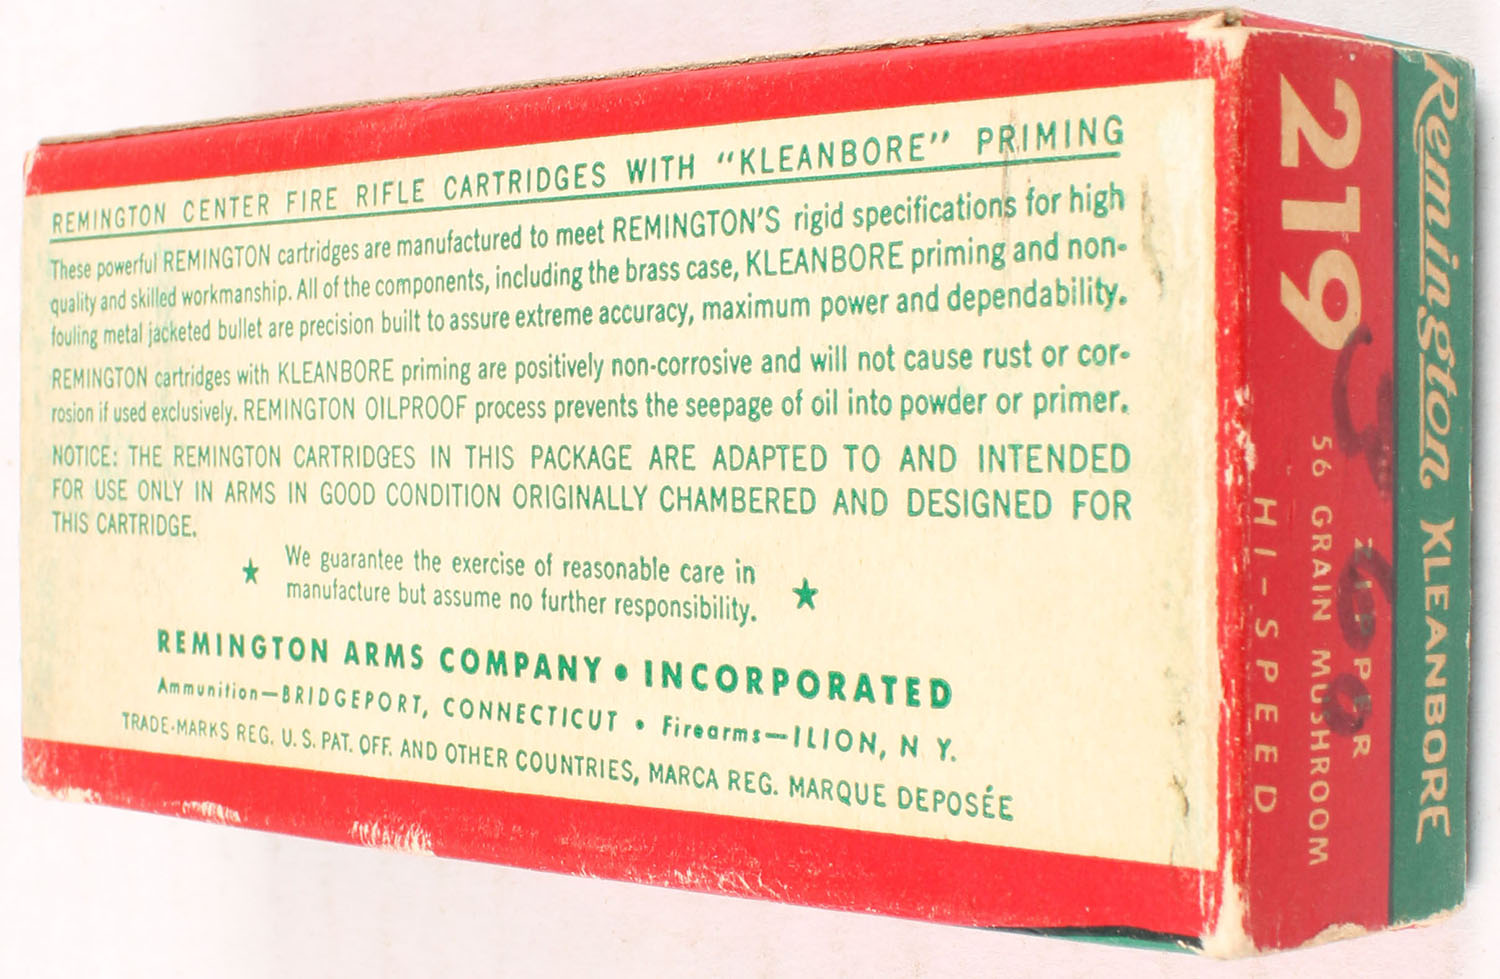 REMINGTON CENTER FIRE RIFLE CARTRIDGES WITH "KLEANBORE" PRIMING
These powerful REMINGTON cartridges are manufactured to meet REMINGTON'S rigid specifications for high
quality and skilled workmanship. All of the components, including the brass case, KLEANBORE priming and non-
fouling metal jacketed bullet are precision built to assure extreme accuracy, maximum power and dependability.
REMINGTON cartridges with KLEANBORE priming are positively non-corrosive and will not cause rust or cor-
rosion if used exclusively. REMINGTON OILPROOF process prevents the seepage of oil into powder or primer.
NOTICE: THE REMINGTON CARTRIDGES IN THIS PACKAGE ARE ADAPTED TO AND INTENDED
FOR USE ONLY IN ARMS IN GOOD CONDITION ORIGINALLY CHAMBERED AND DESIGNED FOR
THIS CARTRIDGE.
★ We guarantee the exercise of reasonable care in ★
manufacture but assume no further responsibility.
REMINGTON ARMS COMPANY • INCORPORATED
Ammunition—BRIDGEPORT, CONNECTICUT • Firearms—ILION, N. Y.
TRADE-MARKS REG. U. S. PAT. OFF. AND OTHER COUNTRIES, MARCA REG. MARQUE DEPOSÉE
Remington KLEANBORE
219 ZIPPER
56 GRAIN MUSHROOM
HI-SPEED